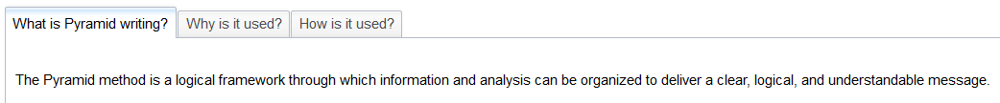 What is Pyramid writing? Why is it used? How is it used?
The Pyramid method is a logical framework through which information and analysis can be organized to deliver a clear, logical, and understandable message.